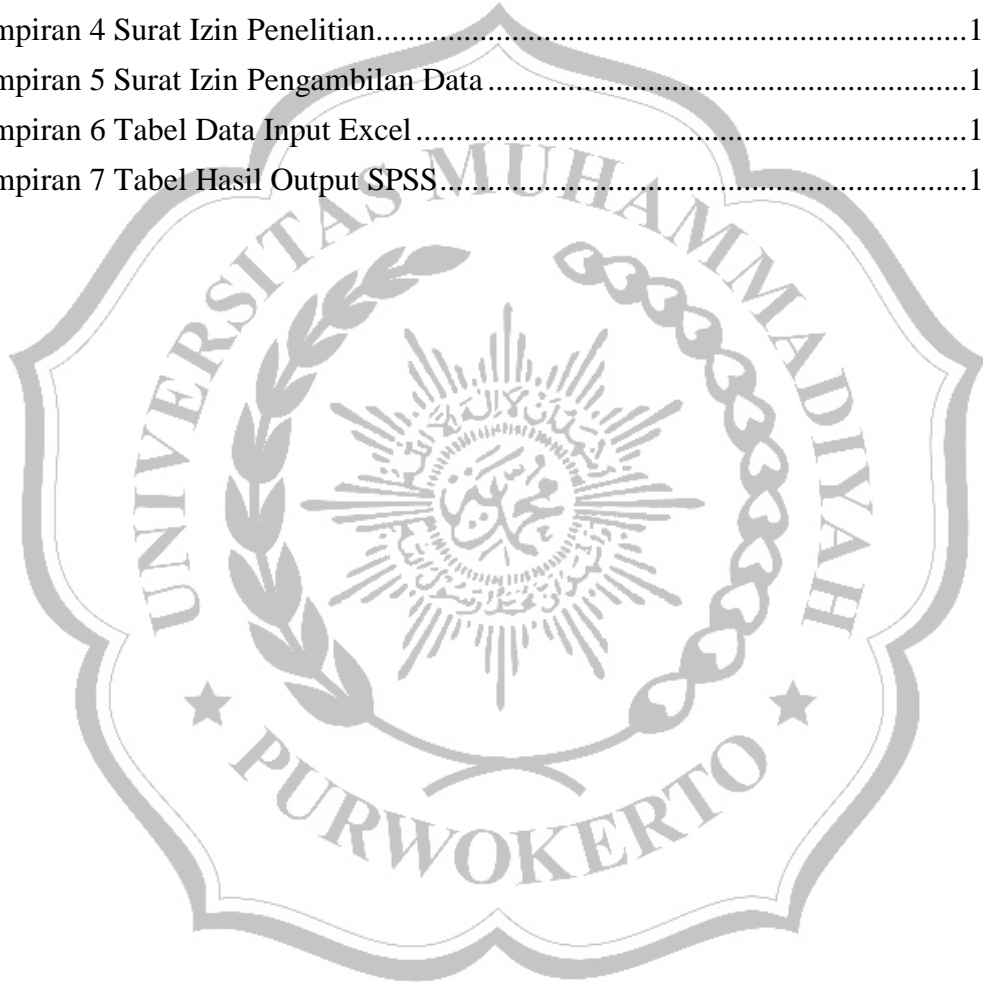 mpiran 4 Surat Izin Penelitian.......................................................................1
mpiran 5 Surat Izin Pengambilan Data.........................................................1
mpiran 6 Tabel Data Input Excel..................................................................1
mpiran 7 Tabel Hasil Output SPSS...............................................................1
UNIVERSITAS MUHAMMADIYAH
PURWOKERTO